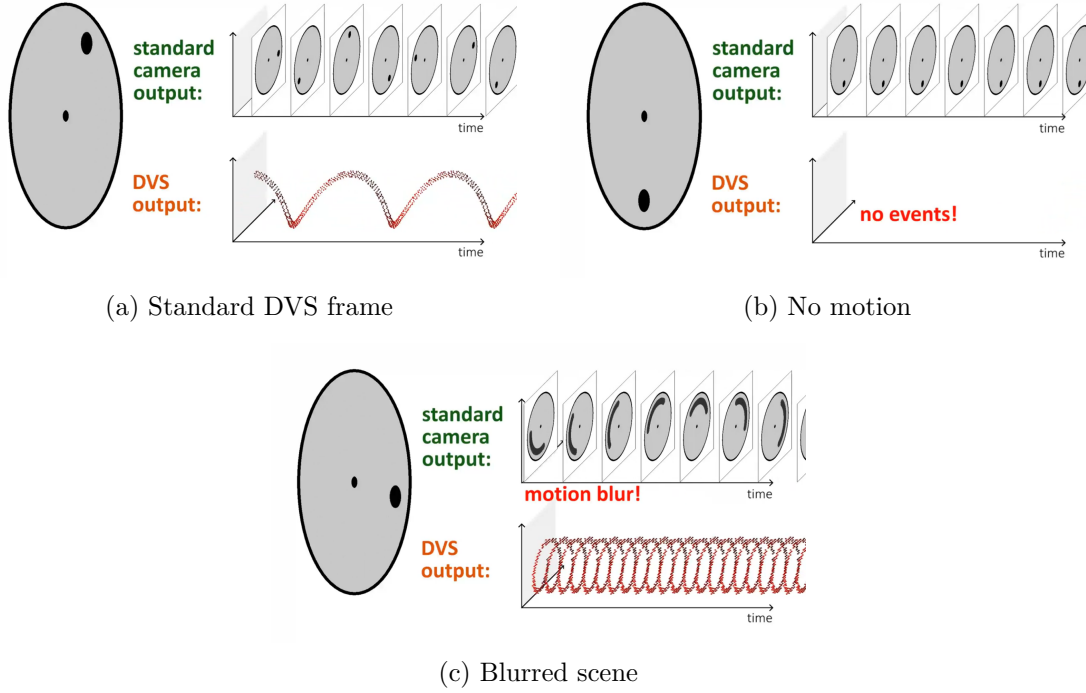 standard
camera
output:
time
DVS
output:
time
(a) Standard DVS frame
standard
camera
output:
time
DVS
output:
no events!
time
(b) No motion
standard
camera
output:
motion blur!
time
DVS
output:
time
(c) Blurred scene